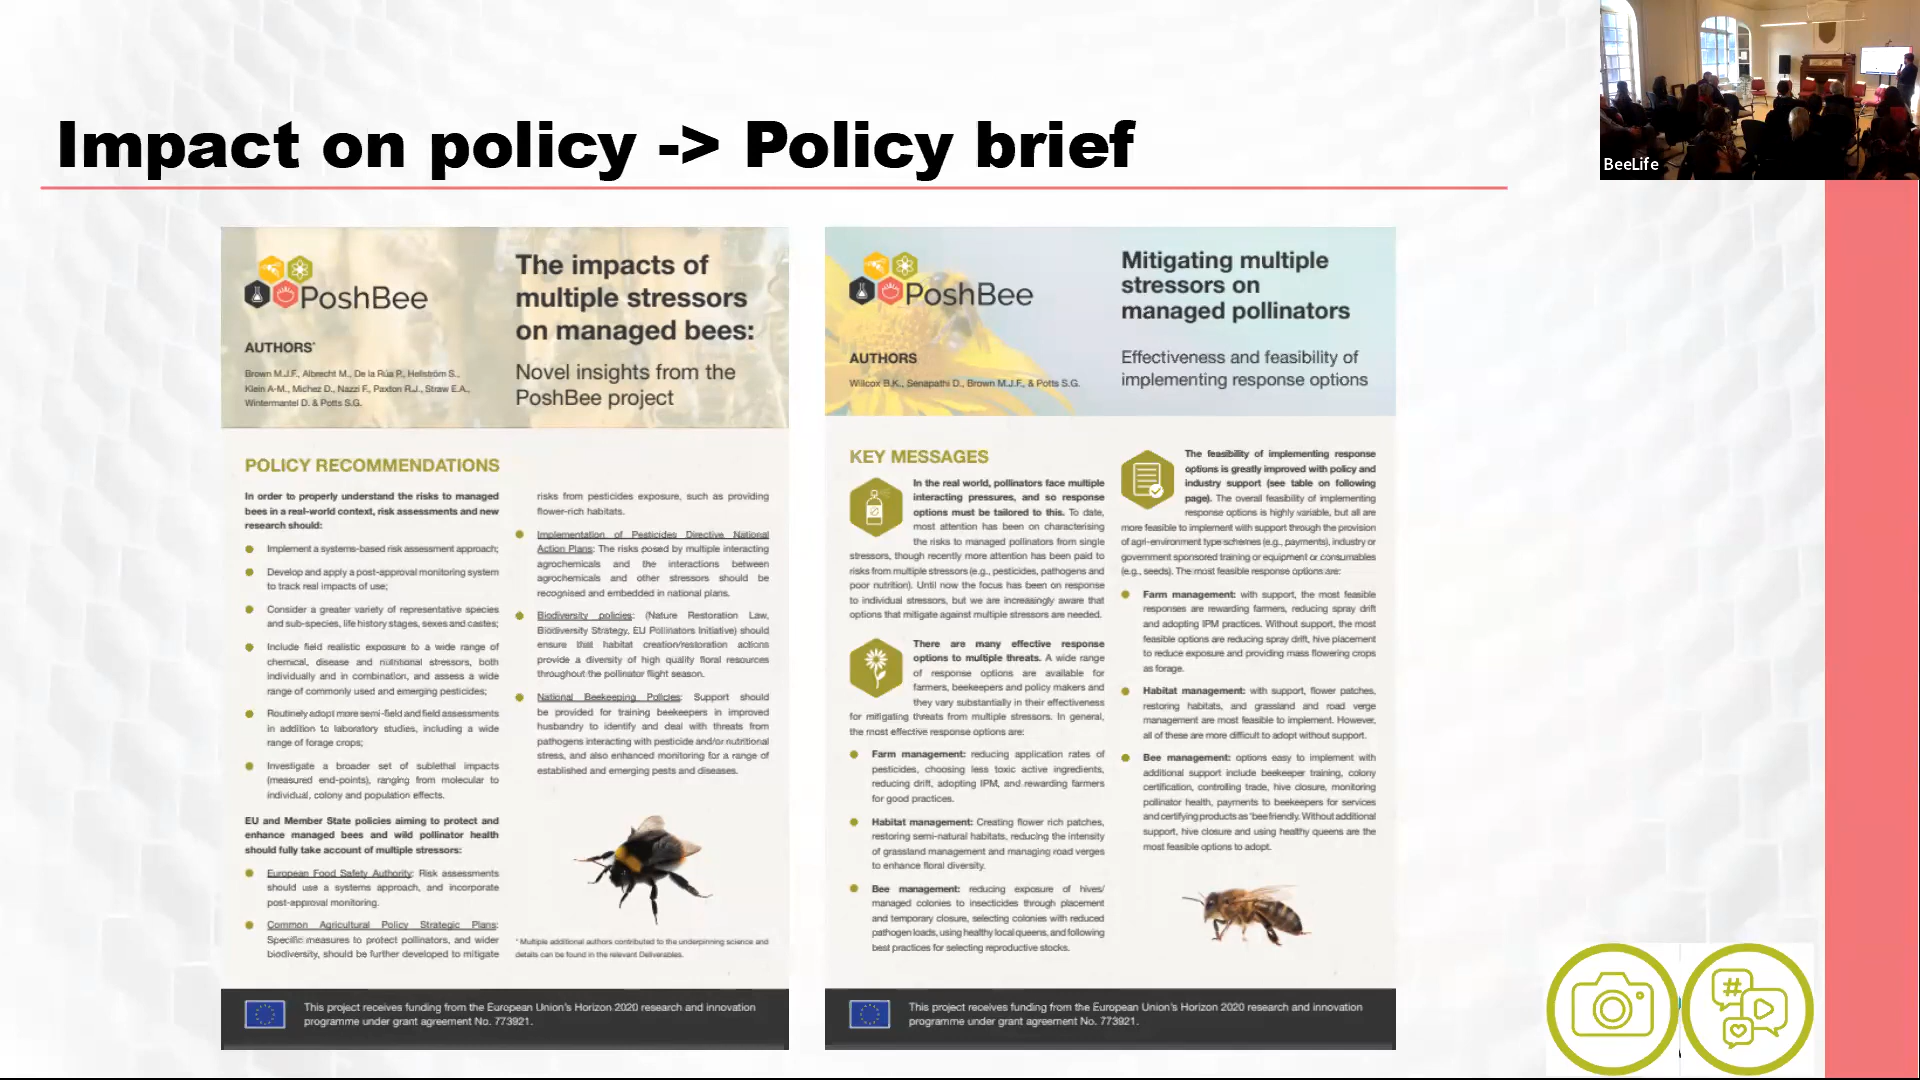 Impact on policy -> Policy brief
BeeLife
PoshBee
AUTHORS*
Brown M.J.F., Albrecht M., De la Rúa P., Hellström S.,
Klein A-M., Michez D., Nazzi F., Paxton R.J., Straw E.A.,
Wintermantel D. & Potts S.G.
The impacts of
multiple stressors
on managed bees:
Novel insights from the
PoshBee project
POLICY RECOMMENDATIONS
In order to properly understand the risks to managed
bees in a real-world context, risk assessments and new
research should:
Implement a systems-based risk assessment approach;
Develop and apply a post-approval monitoring system
to track real impacts of use;
Consider a greater variety of representative species
and sub-species, life history stages, sexes and castes;
Include field realistic exposure to a wide range of
chemical, disease and nutritional stressors, both
individually and in combination, and assess a wide
range of commonly used and emerging pesticides;
Routinely adopt more semi-field and field assessments
in addition to laboratory studies, including a wide
range of forage crops;
Investigate a broader set of sublethal impacts
(measured end-points), ranging from molecular to
individual, colony and population effects.
EU and Member State policies aiming to protect and
enhance managed bees and wild pollinator health
should fully take account of multiple stressors:
European Food Safety Authority: Risk assessments
should use a systems approach, and incorporate
post-approval monitoring.
Common Agricultural Policy Strategic Plans:
Specific measures to protect pollinators, and wider
biodiversity, should be further developed to mitigate
risks from pesticides exposure, such as providing
flower-rich habitats.
Implementation of Pesticides Directive National
Action Plans: The risks posed by multiple interacting
agrochemicals and the interactions between
agrochemicals and other stressors should be
recognised and embedded in national plans.
Biodiversity policies: (Nature Restoration Law,
Biodiversity Strategy, EU Pollinators Initiative) should
ensure that habitat creation/restoration actions
provide a diversity of high quality floral resources
throughout the pollinator flight season.
National Beekeeping Policies: Support should
be provided for training beekeepers in improved
husbandry to identify and deal with threats from
pathogens interacting with pesticide and/or nutritional
stress, and also enhanced monitoring for a range of
established and emerging pests and diseases.
* Multiple additional authors contributed to the underpinning science and
details can be found in the relevant Deliverables.
This project receives funding from the European Union's Horizon 2020 research and innovation
programme under grant agreement No. 773921.
PoshBee
AUTHORS
Willcox B.K., Senapathi D., Brown M.J.F., & Potts S.G.
Mitigating multiple
stressors on
managed pollinators
Effectiveness and feasibility of
implementing response options
KEY MESSAGES
In the real world, pollinators face multiple
interacting pressures, and so response
options must be tailored to this. To date,
most attention has been on characterising
the risks to managed pollinators from single
stressors, though recently more attention has been paid to
risks from multiple stressors (e.g., pesticides, pathogens and
poor nutrition). Until now the focus has been on response
to individual stressors, but we are increasingly aware that
options that mitigate against multiple stressors are needed.
There are many effective response
options to multiple threats. A wide range
of response options are available for
farmers, beekeepers and policy makers and
they vary substantially in their effectiveness
for mitigating threats from multiple stressors. In general,
the most effective response options are:
Farm management: reducing application rates of
pesticides, choosing less toxic active ingredients,
reducing drift, adopting IPM, and rewarding farmers
for good practices.
Habitat management: Creating flower rich patches,
restoring semi-natural habitats, reducing the intensity
of grassland management and managing road verges
to enhance floral diversity.
Bee management: reducing exposure of hives/
managed colonies to insecticides through placement
and temporary closure, selecting colonies with reduced
pathogen loads, using healthy local queens, and following
best practices for selecting reproductive stocks.
The feasibility of implementing response
options is greatly improved with policy and
industry support (see table on following
page). The overall feasibility of implementing
response options is highly variable, but all are
more feasible to implement with support through the provision
of agri-environment type schemes (e.g., payments), industry or
government sponsored training or equipment or consumables
(e.g., seeds). The most feasible response options are:
Farm management: with support, the most feasible
responses are rewarding farmers, reducing spray drift
and adopting IPM practices. Without support, the most
feasible options are reducing spray drift, hive placement
to reduce exposure and providing mass flowering crops
as forage.
Habitat management: with support, flower patches,
restoring habitats, and grassland and road verge
management are most feasible to implement. However,
all of these are more difficult to adopt without support.
Bee management: options easy to implement with
additional support include beekeeper training, colony
certification, controlling trade, hive closure, monitoring
pollinator health, payments to beekeepers for services
and certifying products as 'bee friendly. Without additional
support, hive closure and using healthy queens are the
most feasible options to adopt.
This project receives funding from the European Union's Horizon 2020 research and innovation
programme under grant agreement No. 773921.
#